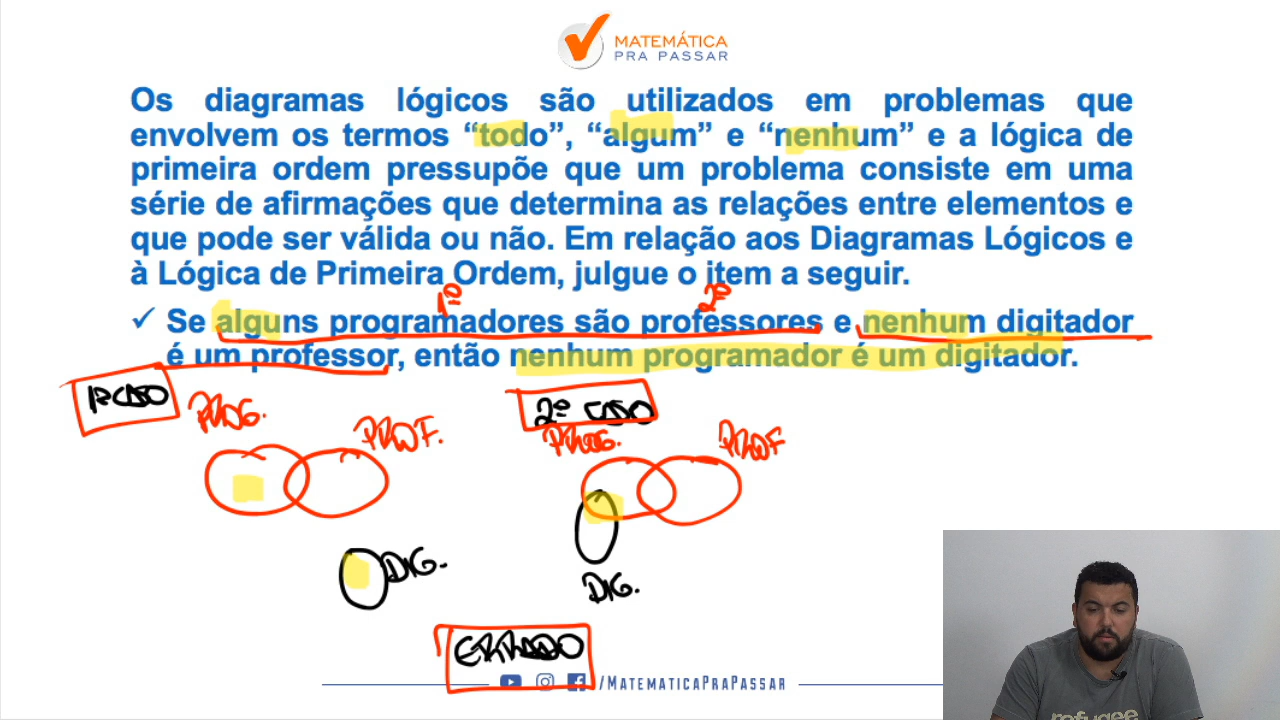 MATEMÁTICA
PRA PASSAR
Os diagramas lógicos são utilizados em problemas que
envolvem os termos “todo”, “algum” e “nenhum” e a lógica de
primeira ordem pressupõe que um problema consiste em uma
série de afirmações que determina as relações entre elementos e
que pode ser válida ou não. Em relação aos Diagramas Lógicos e
à Lógica de Primeira Ordem, julgue o item a seguir.
1º 2º
✓ Se alguns programadores são professores e nenhum digitador
é um professor, então nenhum programador é um digitador.
1º CASO
2º CASO
PROG. PROF.
PROG. PROF
DIG.
DIG.
ERRADO
/MATEMATICAPRAPASSAR
refugee